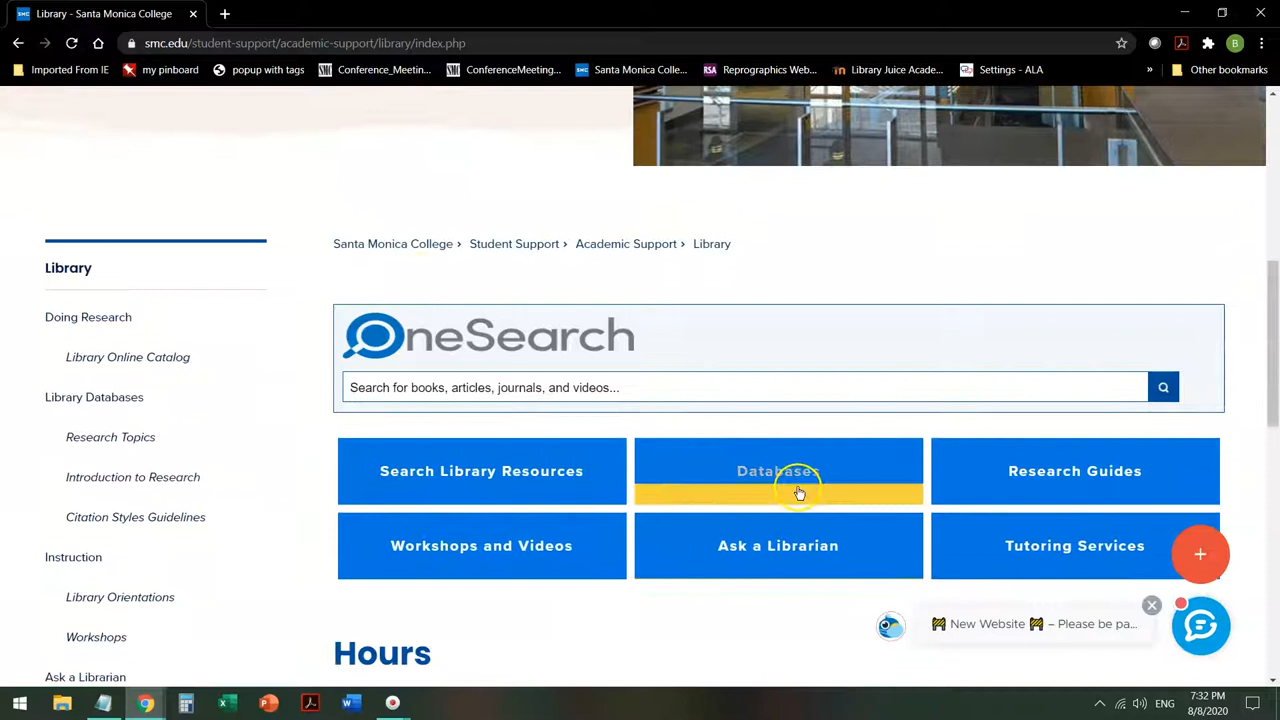 Library - Santa Monica College
smc.edu/student-support/academic-support/library/index.php
B
Imported From IE
my pinboard
popup with tags
Conference_Meetin...
ConferenceMeeting...
Santa Monica Colle...
Reprographics Web...
Library Juice Acade...
Settings - ALA
»
Other bookmarks
Santa Monica College › Student Support › Academic Support › Library
Library
Doing Research
Library Online Catalog
Library Databases
Research Topics
Introduction to Research
Citation Styles Guidelines
Instruction
Library Orientations
Workshops
Ask a Librarian
OneSearch
Search for books, articles, journals, and videos...
Search Library Resources
Databases
Research Guides
Workshops and Videos
Ask a Librarian
Tutoring Services
🚧 New Website 🚧 – Please be pa...
Hours
ENG
7:32 PM
8/8/2020